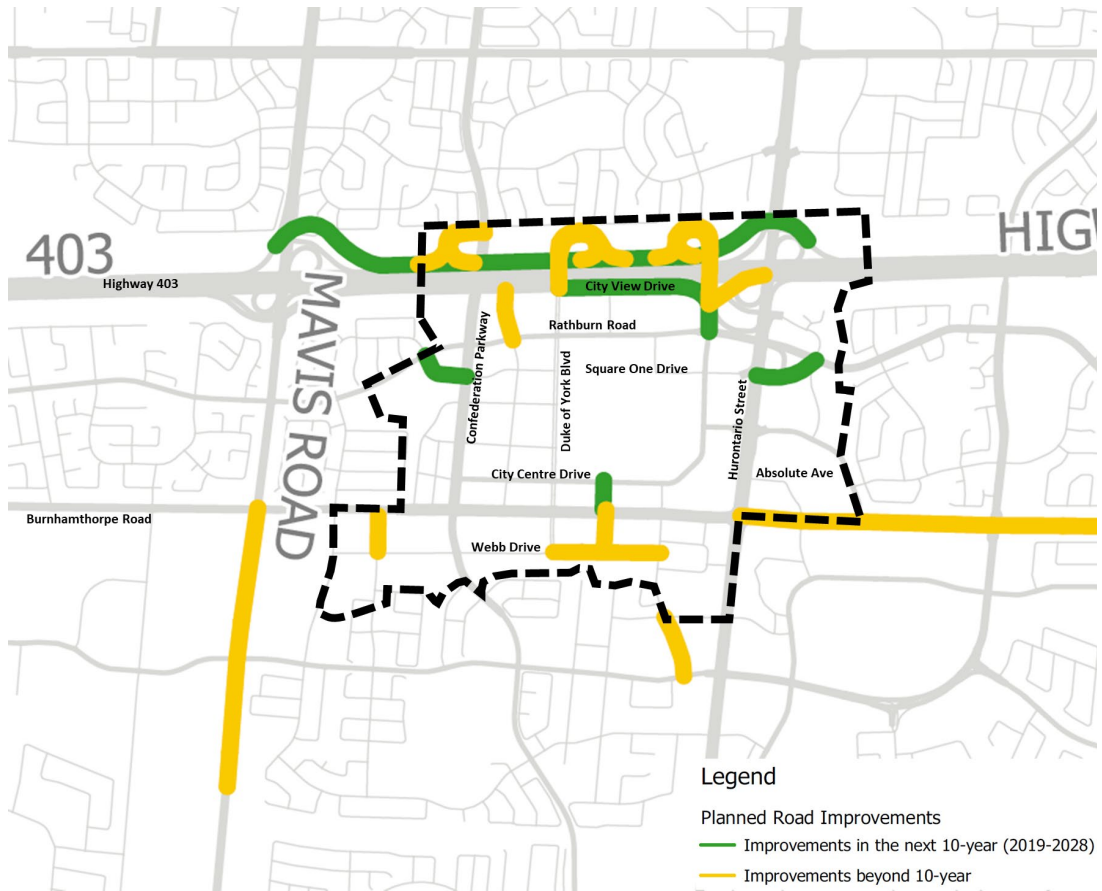 403
HIG
Highway 403
City View Drive
MAVIS ROAD
Rathburn Road
Confederation Parkway
Duke of York Blvd
Square One Drive
Hurontario Street
City Centre Drive
Absolute Ave
Burnhamthorpe Road
Webb Drive
Legend
Planned Road Improvements
Improvements in the next 10-year (2019-2028)
Improvements beyond 10-year